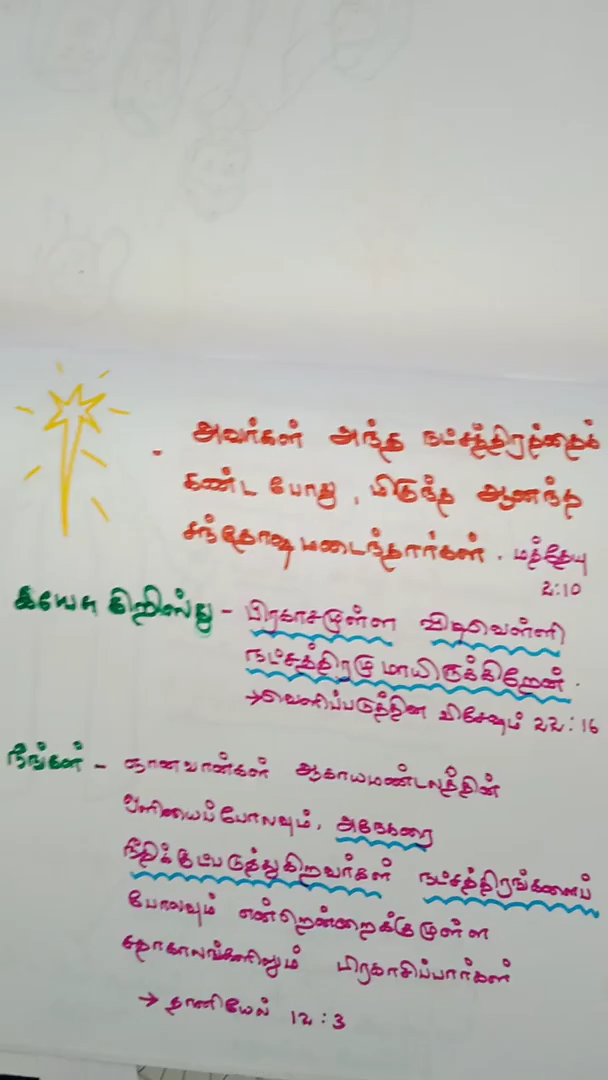 அவர்கள் அந்த நட்சத்திரத்தைக்
கண்ட போது, மிகுந்த ஆனந்த
சந்தோஷமடைந்தார்கள். மத்தேயு
2:10
இயேசு கிறிஸ்து - பிரகாசமுள்ள விடிவெள்ளி
நட்சத்திரமுமாயிருக்கிறேன்.
→வெளிப்படுத்தின விசேஷம் 22:16
நீங்கள் - ஞானவான்கள் ஆகாயமண்டலத்தின்
ஒளியைப்போலவும், அநேகரை
நீதிக்குட்படுத்துகிறவர்கள் நட்சத்திரங்களைப்
போலவும் என்றென்றைக்குமுள்ள
சதாகாலங்களிலும் பிரகாசிப்பார்கள்
→ தானியேல் 12:3